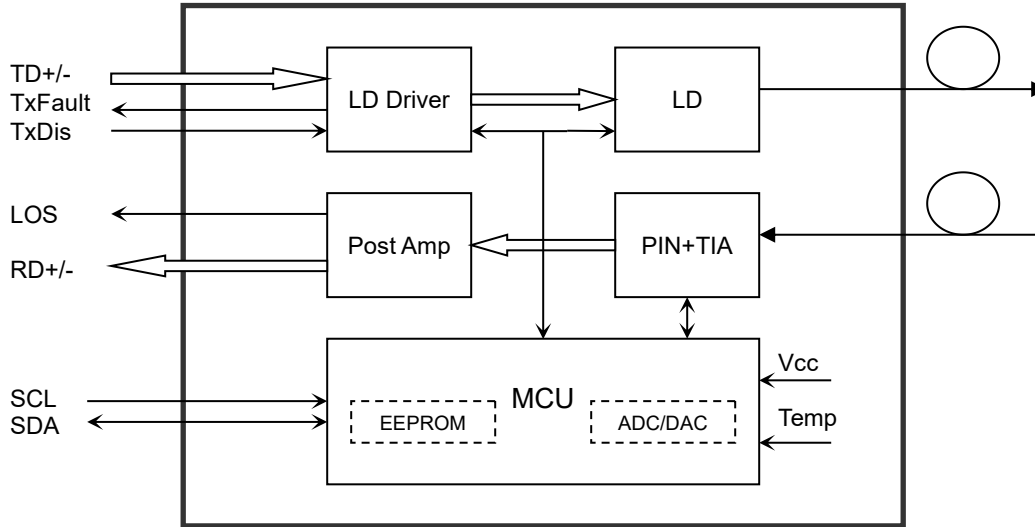 TD+/-
TxFault
TxDis
LD Driver
LD
LOS
RD+/-
Post Amp
PIN+TIA
SCL
SDA
MCU
EEPROM
ADC/DAC
Vcc
Temp